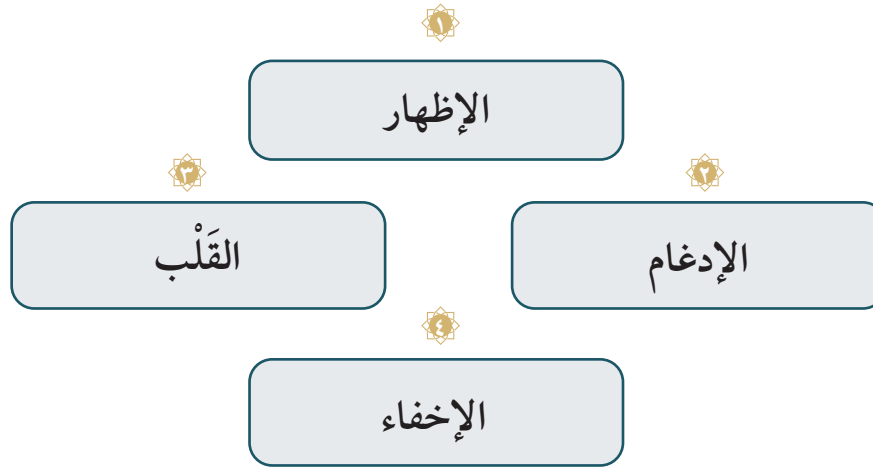 ١
الإظهار
٢
الإدغام
٣
القَلْب
٤
الإخفاء